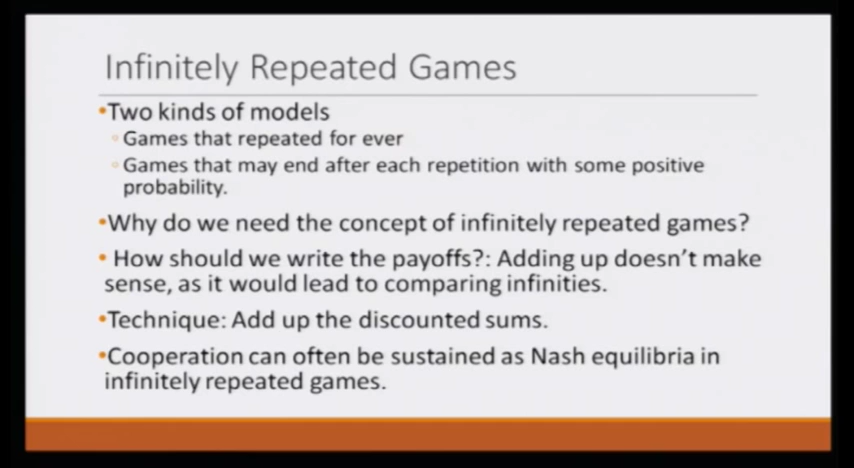 Infinitely Repeated Games
•Two kinds of models
◦Games that repeated for ever
◦Games that may end after each repetition with some positive
probability.
•Why do we need the concept of infinitely repeated games?
• How should we write the payoffs?: Adding up doesn't make
sense, as it would lead to comparing infinities.
•Technique: Add up the discounted sums.
•Cooperation can often be sustained as Nash equilibria in
infinitely repeated games.